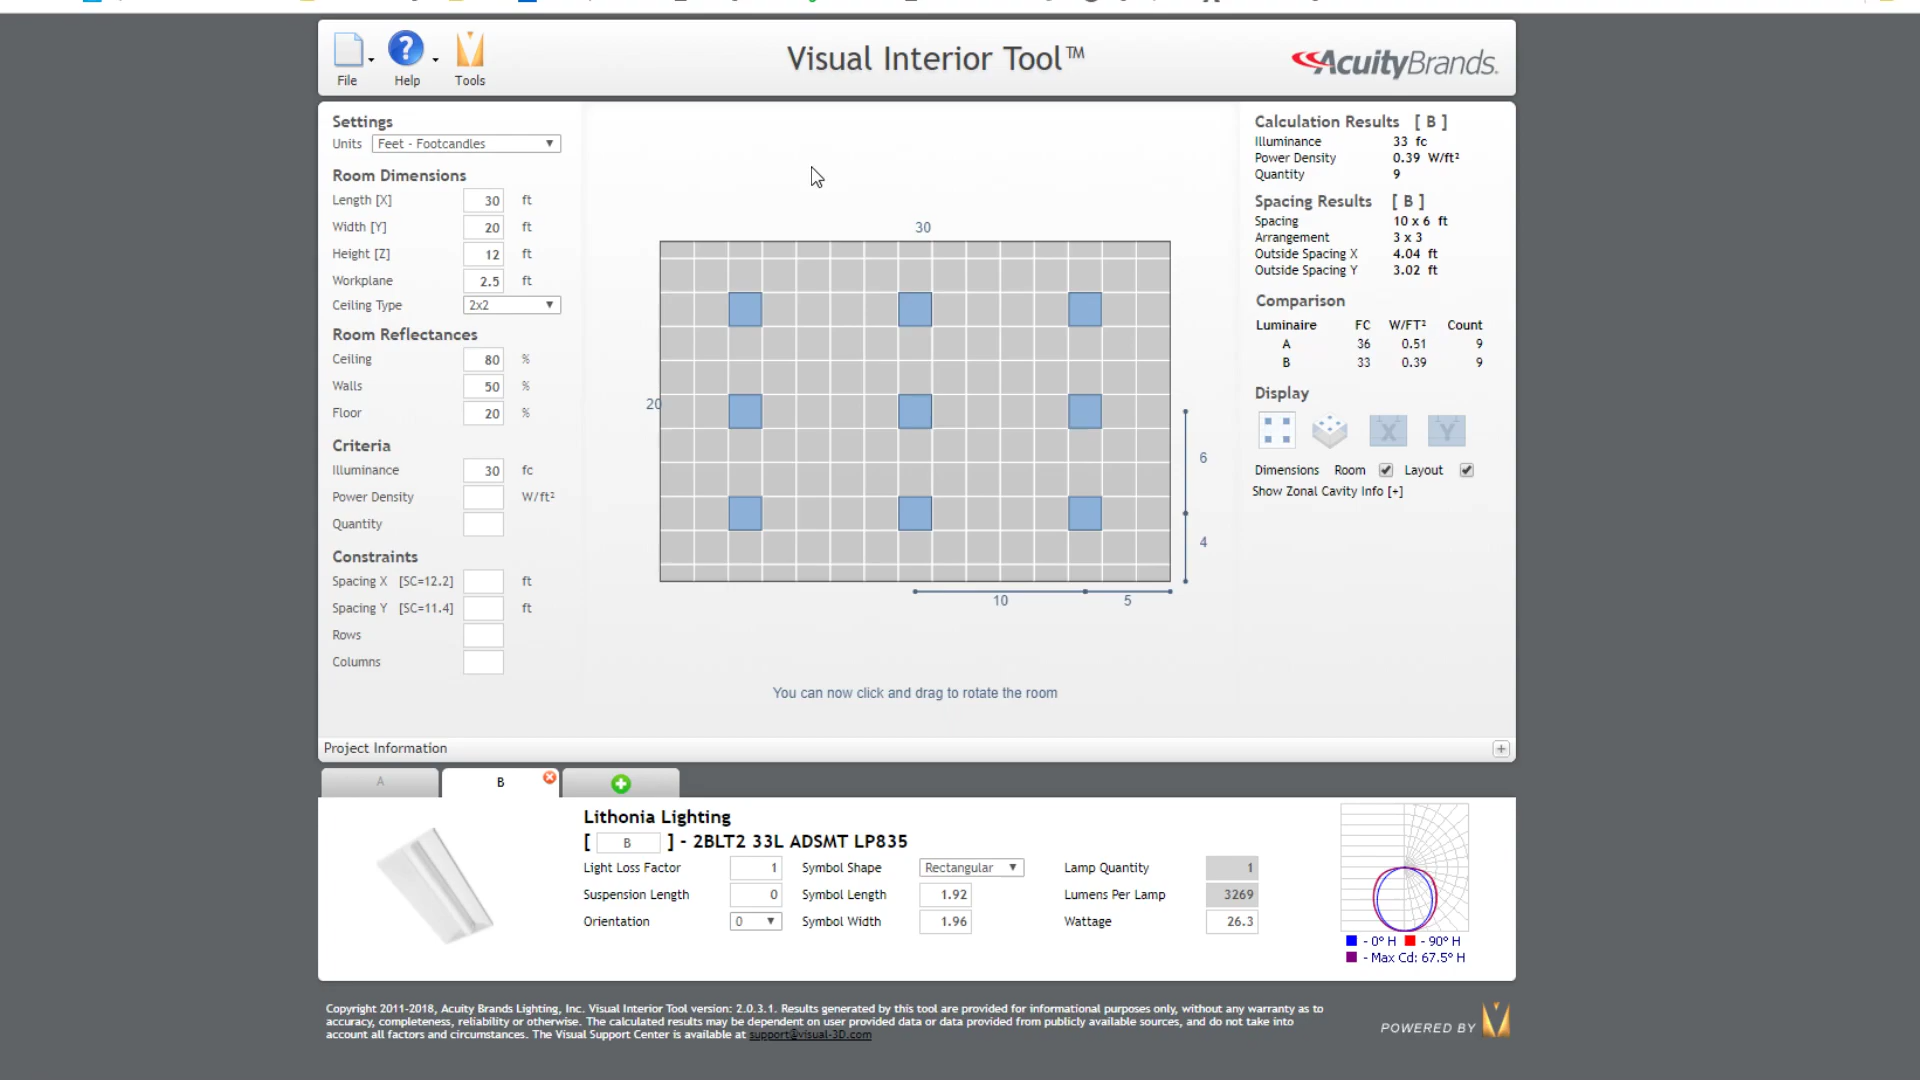 File
Help
Tools
Visual Interior Tool™
AcuityBrands.
Settings
Units Feet - Footcandles
Room Dimensions
Length [X] 30 ft
Width [Y] 20 ft
Height [Z] 12 ft
Workplane 2.5 ft
Ceiling Type 2x2
Room Reflectances
Ceiling 80 %
Walls 50 %
Floor 20 %
Criteria
Illuminance 30 fc
Power Density W/ft²
Quantity
Constraints
Spacing X [SC=12.2] ft
Spacing Y [SC=11.4] ft
Rows
Columns
30
20
6
4
10
5
You can now click and drag to rotate the room
Calculation Results [ B ]
Illuminance 33 fc
Power Density 0.39 W/ft²
Quantity 9
Spacing Results [ B ]
Spacing 10 x 6 ft
Arrangement 3 x 3
Outside Spacing X 4.04 ft
Outside Spacing Y 3.02 ft
Comparison
Luminaire FC W/FT² Count
A 36 0.51 9
B 33 0.39 9
Display
X Y
Dimensions Room Layout
Show Zonal Cavity Info [+]
Project Information
A
B
Lithonia Lighting
[ B ] - 2BLT2 33L ADSMT LP835
Light Loss Factor 1 Symbol Shape Rectangular Lamp Quantity 1
Suspension Length 0 Symbol Length 1.92 Lumens Per Lamp 3269
Orientation 0 Symbol Width 1.96 Wattage 26.3
- 0° H - 90° H
- Max Cd: 67.5° H
Copyright 2011-2018, Acuity Brands Lighting, Inc. Visual Interior Tool version: 2.0.3.1. Results generated by this tool are provided for informational purposes only, without any warranty as to
accuracy, completeness, reliability or otherwise. The calculated results may be dependent on user provided data or data provided from publicly available sources, and do not take into
account all factors and circumstances. The Visual Support Center is available at support@visual-3D.com
POWERED BY